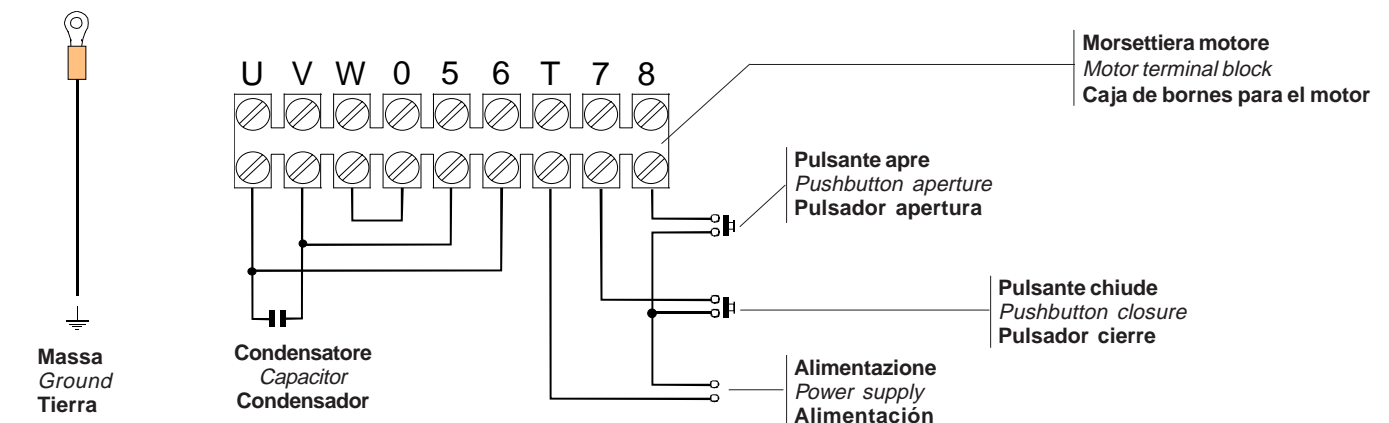 U V W 0 5 6 T 7 8
Morsettiera motore
Motor terminal block
Caja de bornes para el motor
Pulsante apre
Pushbutton aperture
Pulsador apertura
Pulsante chiude
Pushbutton closure
Pulsador cierre
Massa
Ground
Tierra
Condensatore
Capacitor
Condensador
Alimentazione
Power supply
Alimentación